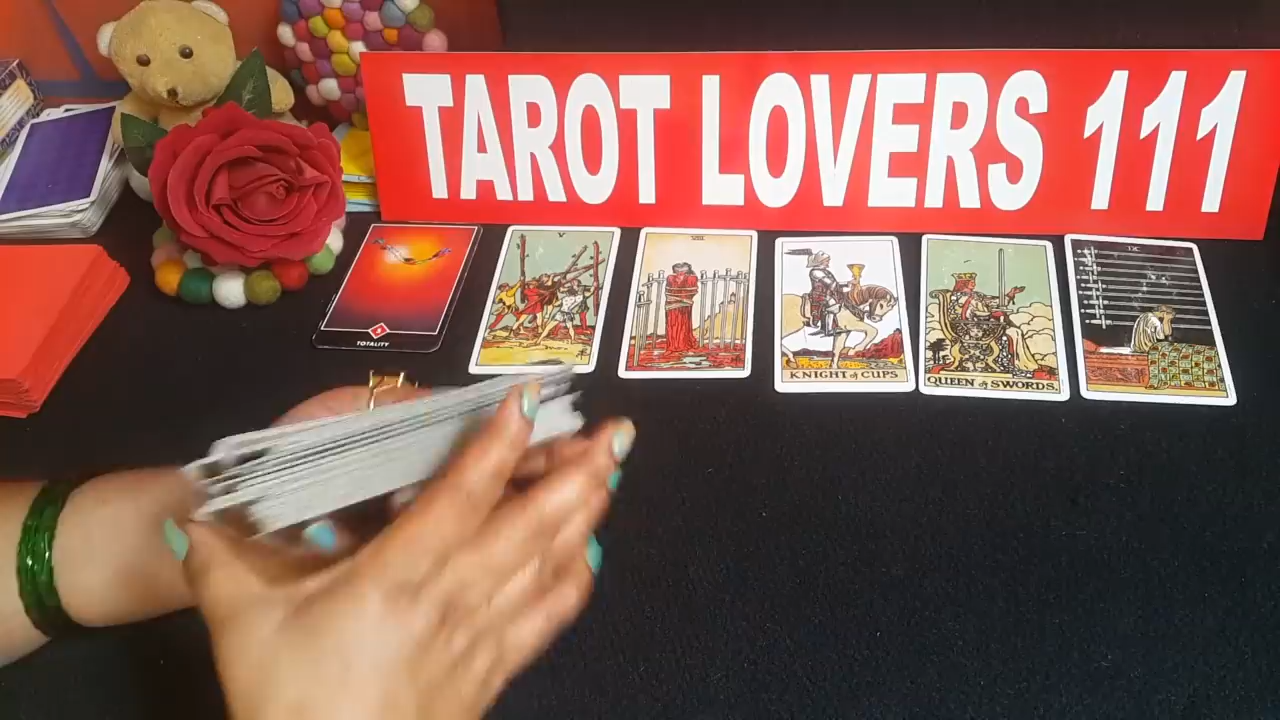 TAROT LOVERS 111
TOTALITY
V
VIII
KNIGHT of CUPS
QUEEN of SWORDS.
IX